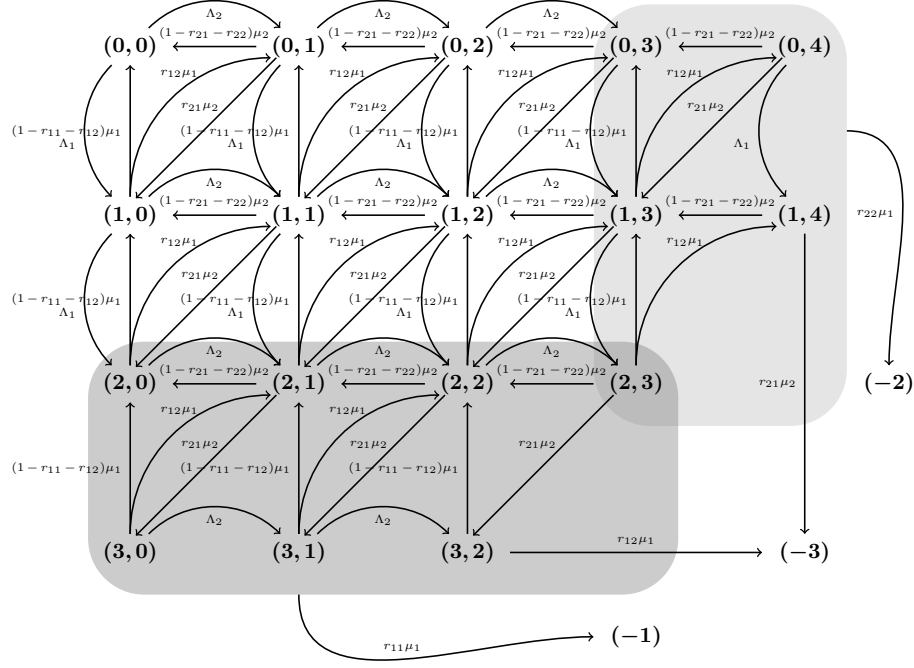 Λ₂ Λ₂ Λ₂
(1−r₂₁−r₂₂)μ₂ (1−r₂₁−r₂₂)μ₂ (1−r₂₁−r₂₂)μ₂ (1−r₂₁−r₂₂)μ₂
(0, 0) (0, 1) (0, 2) (0, 3) (0, 4)
r₁₂μ₁ r₁₂μ₁ r₁₂μ₁
r₂₁μ₂ r₂₁μ₂ r₂₁μ₂ r₂₁μ₂
(1−r₁₁−r₁₂)μ₁ (1−r₁₁−r₁₂)μ₁ (1−r₁₁−r₁₂)μ₁ (1−r₁₁−r₁₂)μ₁
Λ₁ Λ₁ Λ₁ Λ₁ Λ₁
Λ₂ Λ₂ Λ₂
(1−r₂₁−r₂₂)μ₂ (1−r₂₁−r₂₂)μ₂ (1−r₂₁−r₂₂)μ₂ (1−r₂₁−r₂₂)μ₂
(1, 0) (1, 1) (1, 2) (1, 3) (1, 4) r₂₂μ₁
r₁₂μ₁ r₁₂μ₁ r₁₂μ₁ r₁₂μ₁
r₂₁μ₂ r₂₁μ₂ r₂₁μ₂
(1−r₁₁−r₁₂)μ₁ (1−r₁₁−r₁₂)μ₁ (1−r₁₁−r₁₂)μ₁ (1−r₁₁−r₁₂)μ₁
Λ₁ Λ₁ Λ₁ Λ₁
Λ₂ Λ₂ Λ₂
(1−r₂₁−r₂₂)μ₂ (1−r₂₁−r₂₂)μ₂ (1−r₂₁−r₂₂)μ₂
(2, 0) (2, 1) (2, 2) (2, 3) r₂₁μ₂ (−2)
r₁₂μ₁ r₁₂μ₁
r₂₁μ₂ r₂₁μ₂ r₂₁μ₂
(1−r₁₁−r₁₂)μ₁ (1−r₁₁−r₁₂)μ₁ (1−r₁₁−r₁₂)μ₁
Λ₂ Λ₂
r₁₂μ₁
(3, 0) (3, 1) (3, 2) (−3)
r₁₁μ₁ (−1)